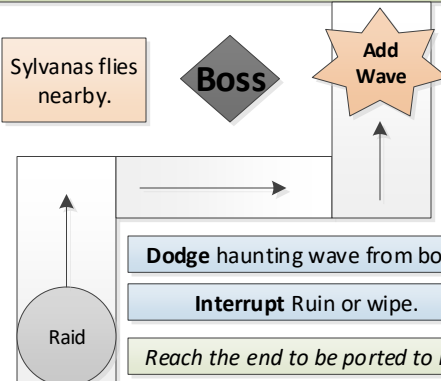 Sylvanas flies
nearby.
Boss
Add
Wave
Dodge haunting wave from
Interrupt Ruin or wipe.
Raid
Reach the end to be ported to